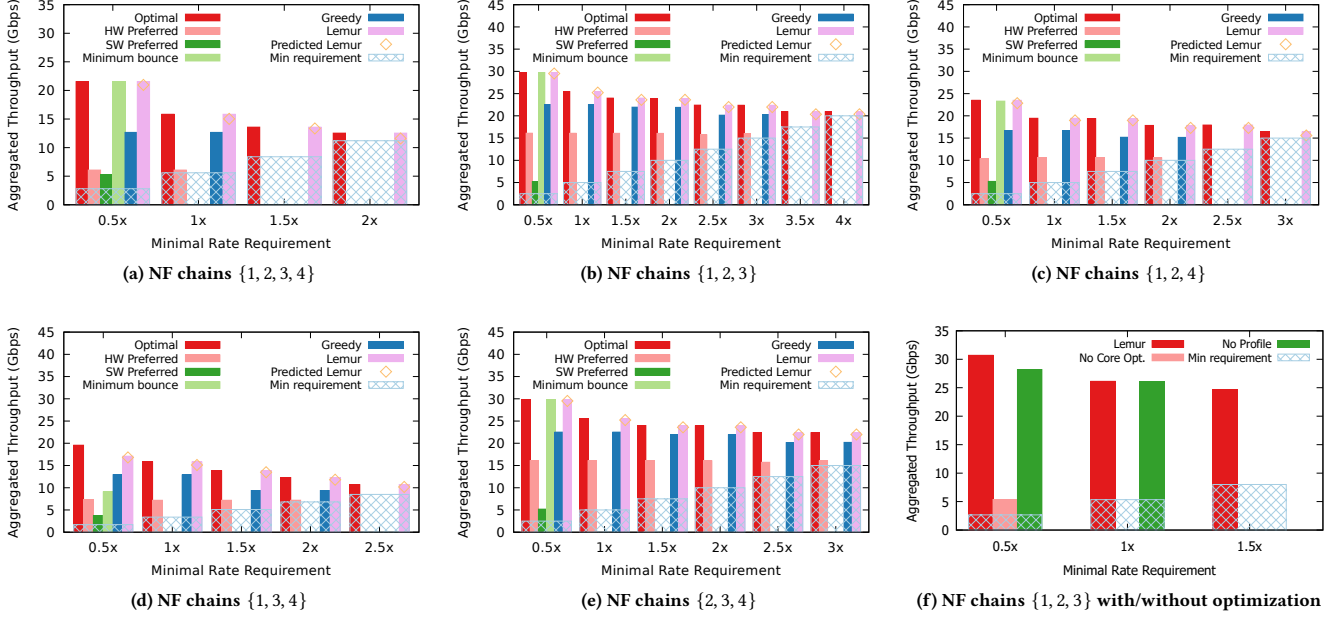 Aggregated Throughput (Gbps)
35
30
25
20
15
10
5
0
Optimal
HW Preferred
SW Preferred
Minimum bounce
Greedy
Lemur
Predicted Lemur
Min requirement
0.5x 1x 1.5x 2x
Minimal Rate Requirement
(a) NF chains {1, 2, 3, 4}
Aggregated Throughput (Gbps)
45
40
35
30
25
20
15
10
5
0
Optimal
HW Preferred
SW Preferred
Minimum bounce
Greedy
Lemur
Predicted Lemur
Min requirement
0.5x 1x 1.5x 2x 2.5x 3x 3.5x 4x
Minimal Rate Requirement
(b) NF chains {1, 2, 3}
Aggregated Throughput (Gbps)
45
40
35
30
25
20
15
10
5
0
Optimal
HW Preferred
SW Preferred
Minimum bounce
Greedy
Lemur
Predicted Lemur
Min requirement
0.5x 1x 1.5x 2x 2.5x 3x
Minimal Rate Requirement
(c) NF chains {1, 2, 4}
Aggregated Throughput (Gbps)
45
40
35
30
25
20
15
10
5
0
Optimal
HW Preferred
SW Preferred
Minimum bounce
Greedy
Lemur
Predicted Lemur
Min requirement
0.5x 1x 1.5x 2x 2.5x
Minimal Rate Requirement
(d) NF chains {1, 3, 4}
Aggregated Throughput (Gbps)
45
40
35
30
25
20
15
10
5
0
Optimal
HW Preferred
SW Preferred
Minimum bounce
Greedy
Lemur
Predicted Lemur
Min requirement
0.5x 1x 1.5x 2x 2.5x 3x
Minimal Rate Requirement
(e) NF chains {2, 3, 4}
Aggregated Throughput (Gbps)
35
30
25
20
15
10
5
0
Lemur
No Core Opt.
No Profile
Min requirement
0.5x 1x 1.5x
Minimal Rate Requirement
(f) NF chains {1, 2, 3} with/without optimization